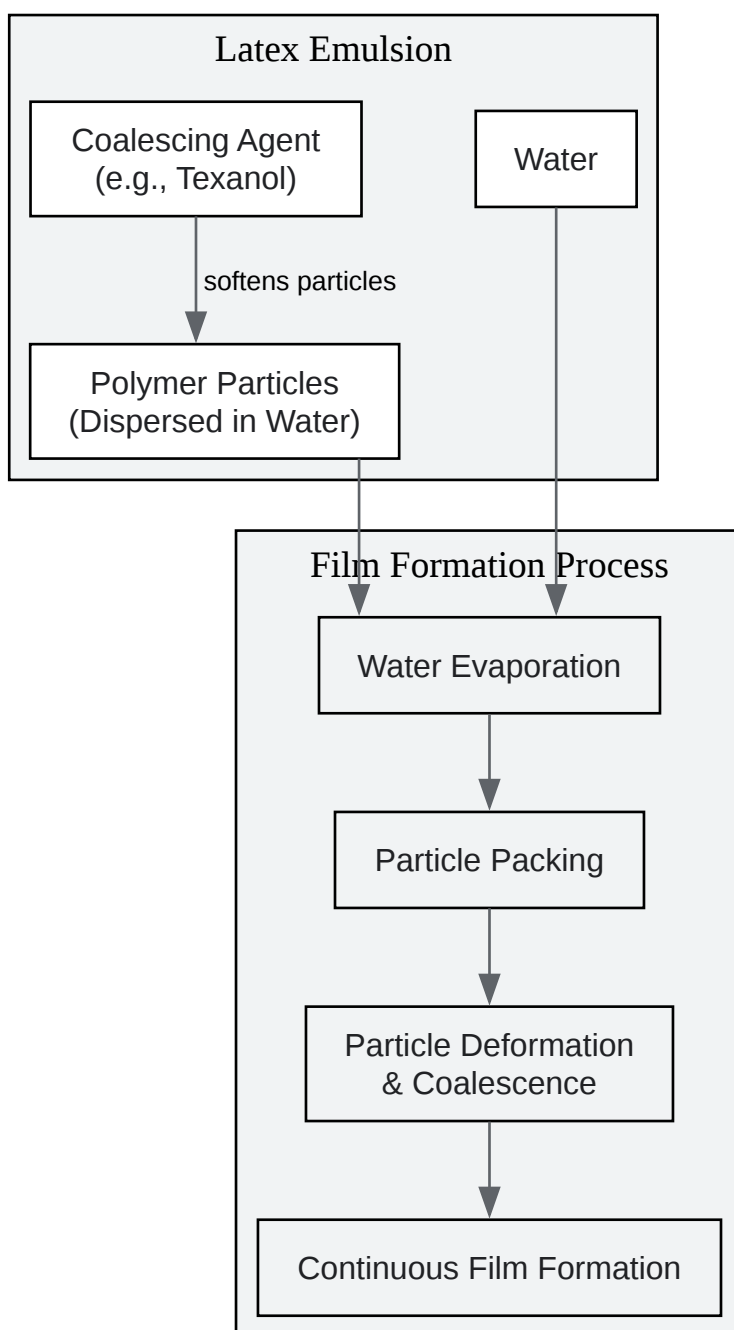 Latex Emulsion
Coalescing Agent
(e.g., Texanol)
Water
softens particles
Polymer Particles
(Dispersed in Water)
Film Formation Process
Water Evaporation
Particle Packing
Particle Deformation
& Coalescence
Continuous Film Formation